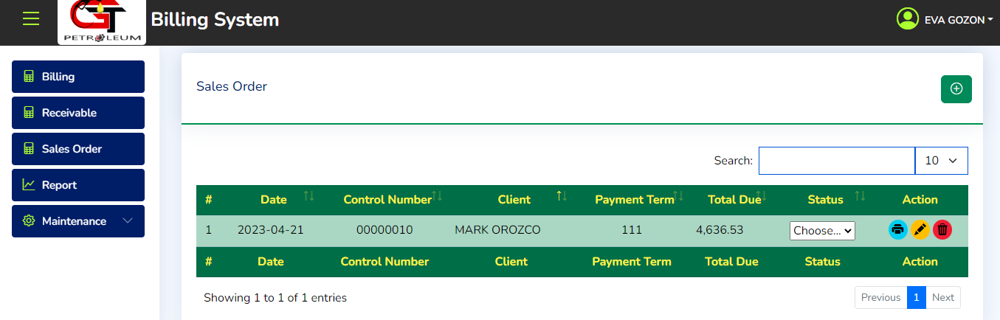 GT
PETROLEUM
Billing System
EVA GOZON
Billing
Receivable
Sales Order
Report
Maintenance
Sales Order
Search:
10
# Date Control Number Client Payment Term Total Due Status Action
1 2023-04-21 00000010 MARK OROZCO 111 4,636.53 Choose...
# Date Control Number Client Payment Term Total Due Status Action
Showing 1 to 1 of 1 entries
Previous 1 Next